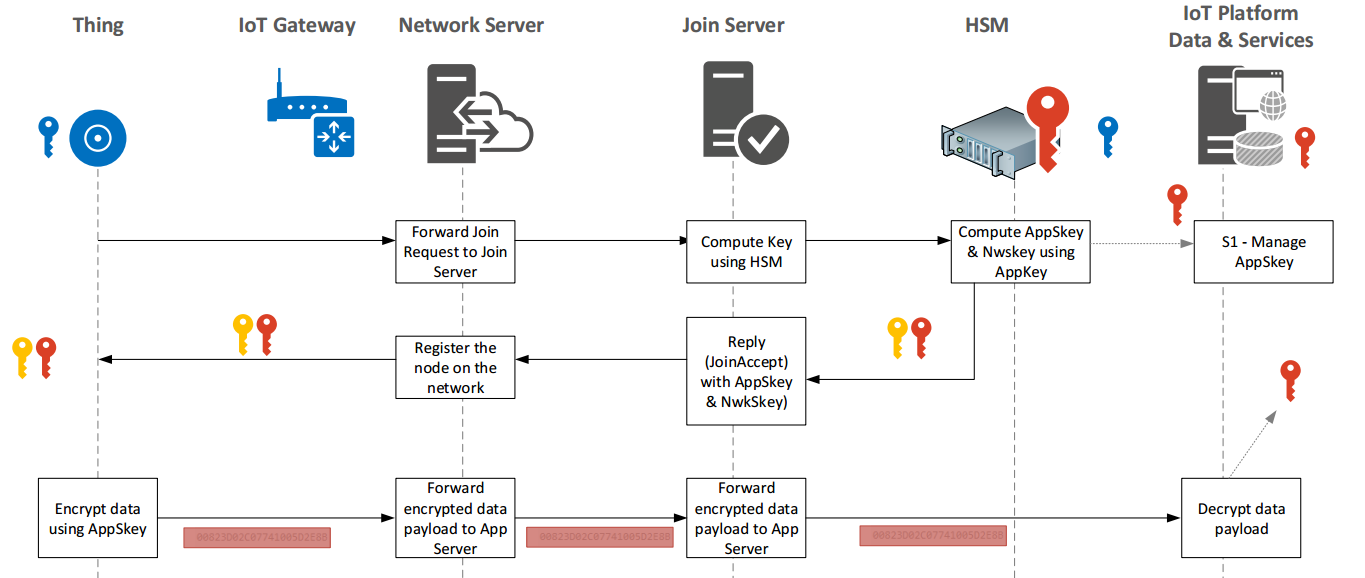 Thing
IoT Gateway
Network Server
Join Server
HSM
IoT Platform
Data & Services
Forward Join
Request to Join
Server
Compute Key
using HSM
Compute AppSkey
& Nwskey using
AppKey
S1 - Manage
AppSkey
Register the
node on the
network
Reply
(JoinAccept)
with AppSkey
& NwkSkey)
Encrypt data
using AppSkey
00823D02C07741005D2E8B
Forward
encrypted data
payload to App
Server
00823D02C07741005D2E8B
Forward
encrypted data
payload to App
Server
00823D02C07741005D2E8B
Decrypt data
payload